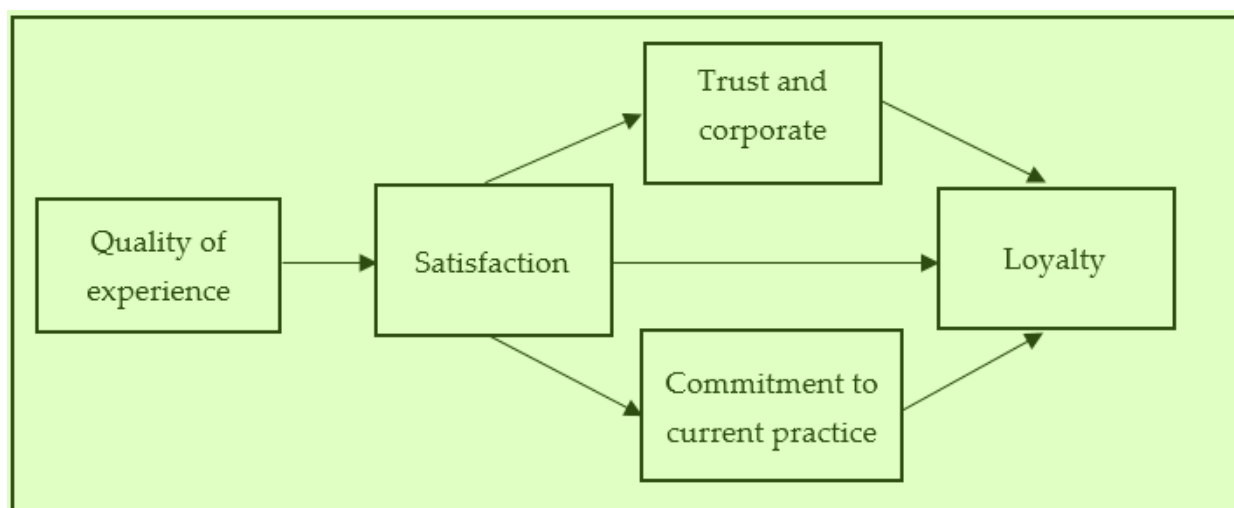 Trust and
corporate
Quality of
experience
Satisfaction
Loyalty
Commitment to
current practice